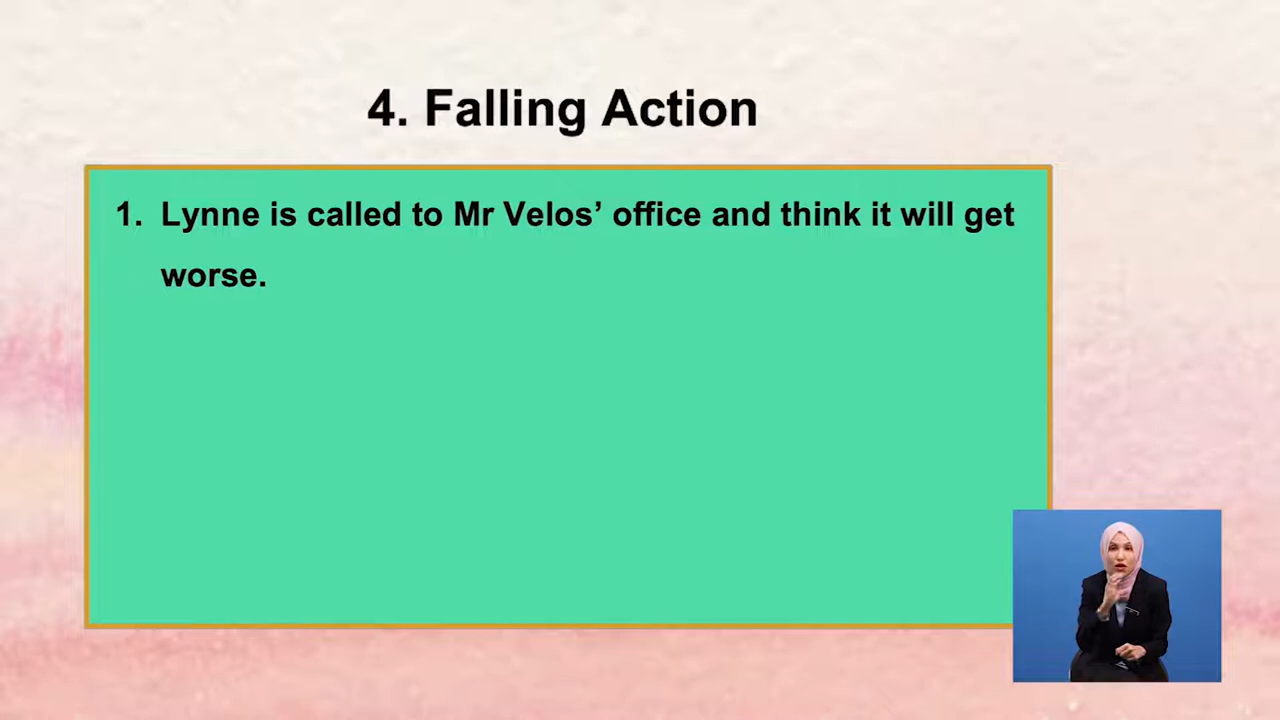 4. Falling Action
1. Lynne is called to Mr Velos’ office and think it will get
worse.